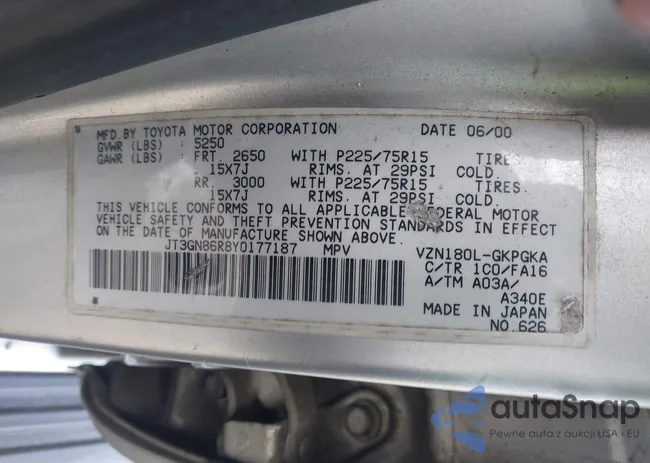 MFD.BY TOYOTA MOTOR CORPORATION DATE 06/00
GVWR (LBS) : 5250
GAWR (LBS) : FRT. 2650 WITH P225/75R15 TIRES.
15X7J RIMS. AT 29PSI COLD.
RR. 3000 WITH P225/75R15 TIRES.
15X7J RIMS. AT 29PSI COLD.
THIS VEHICLE CONFORMS TO ALL APPLICABLE FEDERAL MOTOR
VEHICLE SAFETY AND THEFT PREVENTION STANDARDS IN EFFECT
ON THE DATE OF MANUFACTURE SHOWN ABOVE.
JT3GN86R8Y0177187 MPV VZN180L-GKPGKA
C/TR 1C0/FA16
A/TM A03A/
A340E
MADE IN JAPAN
NO.626
autoSnap
Pewne auta z aukcji USA i EU